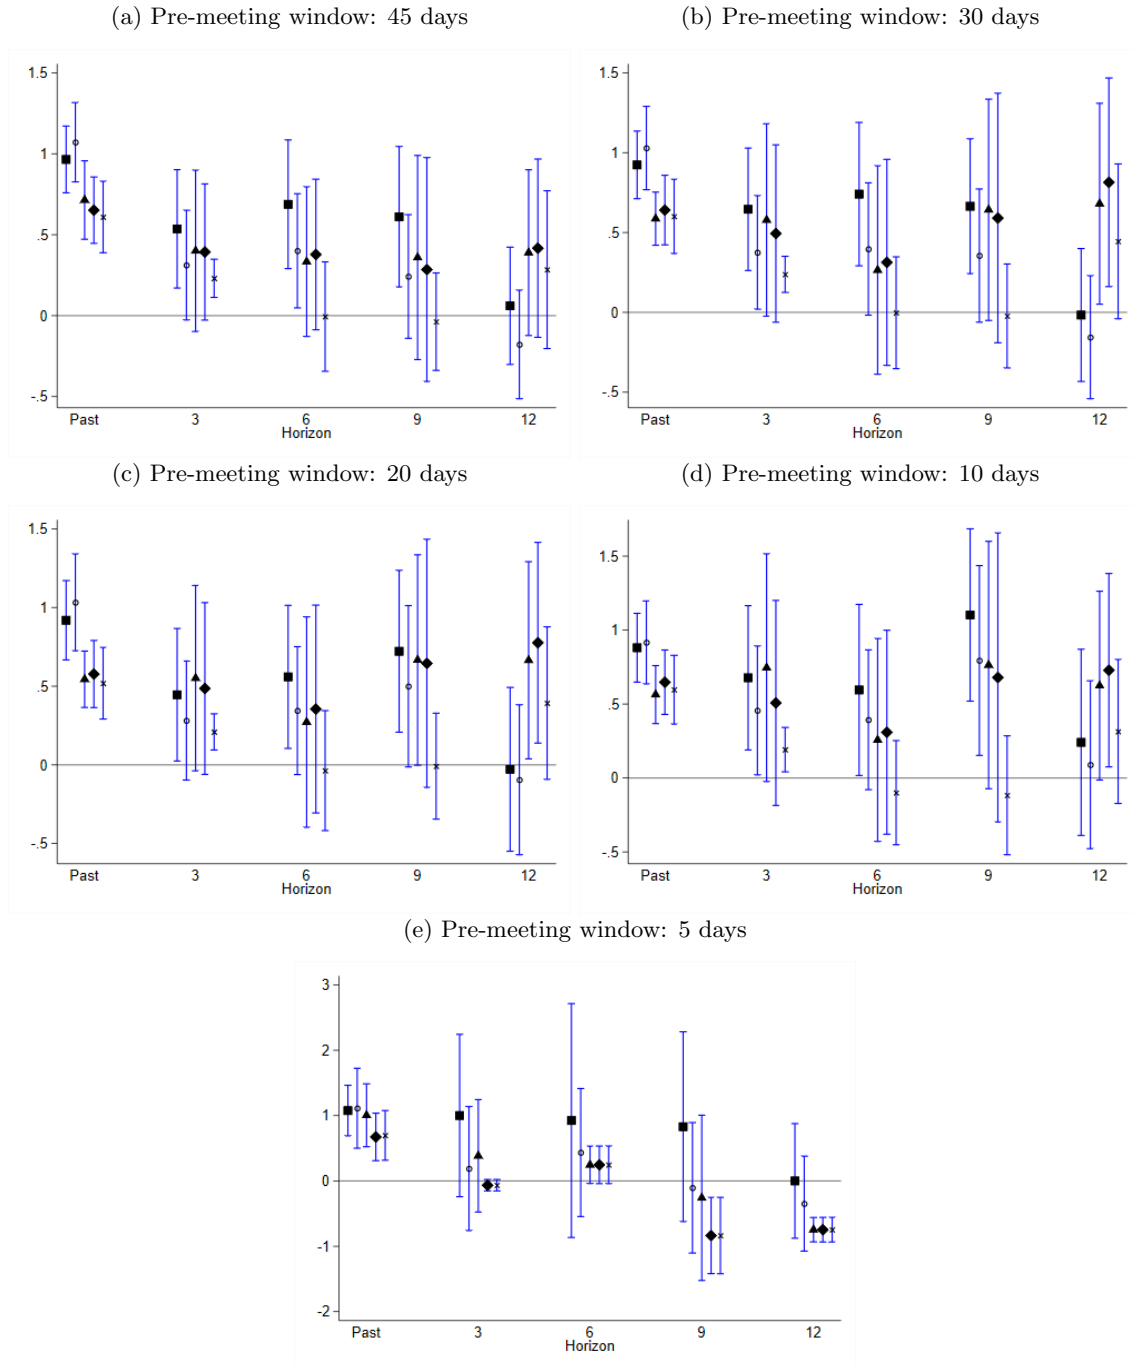 (a) Pre-meeting window: 45 days
1.5
1
.5
0
-.5
Past 3 6 9 12
Horizon
(b) Pre-meeting window: 30 days
1.5
1
.5
0
-.5
Past 3 6 9 12
Horizon
(c) Pre-meeting window: 20 days
1.5
1
.5
0
-.5
Past 3 6 9 12
Horizon
(d) Pre-meeting window: 10 days
1.5
1
.5
0
-.5
Past 3 6 9 12
Horizon
(e) Pre-meeting window: 5 days
3
2
1
0
-1
-2
Past 3 6 9 12
Horizon